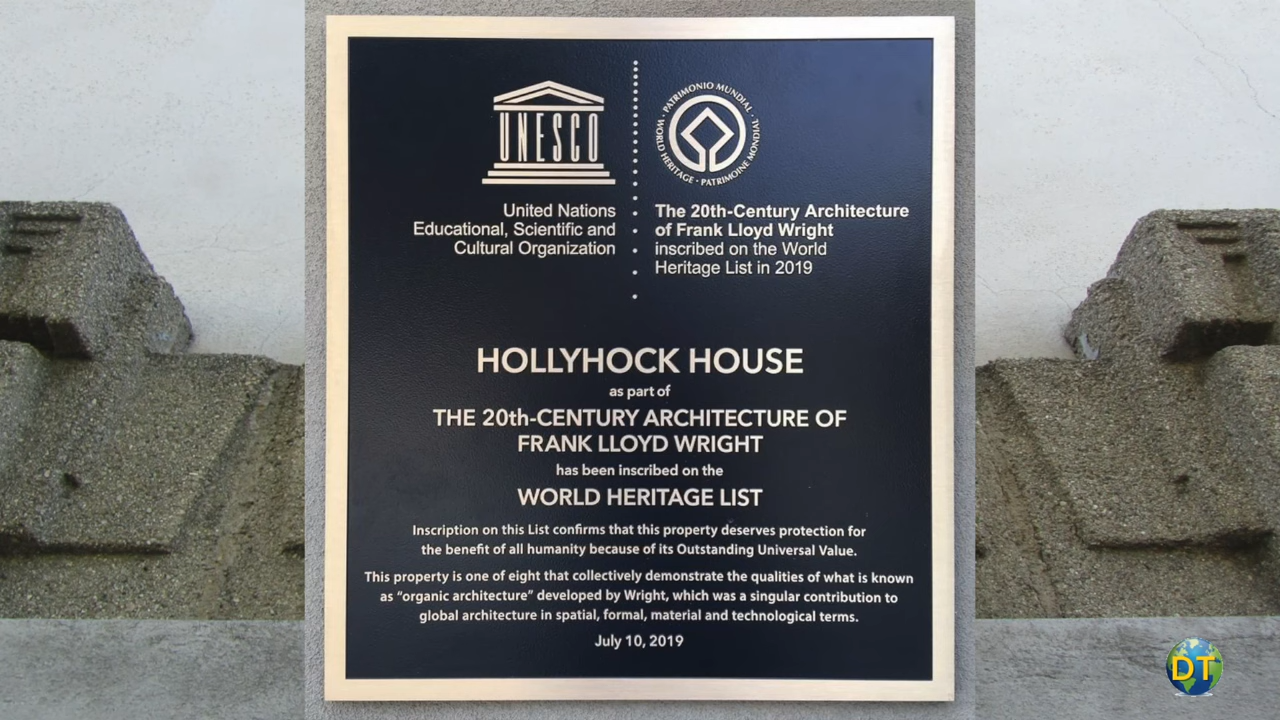 UNESCO
United Nations
Educational, Scientific and
Cultural Organization
PATRIMONIO MUNDIAL · WORLD HERITAGE · PATRIMOINE MONDIAL
The 20th-Century Architecture
of Frank Lloyd Wright
inscribed on the World
Heritage List in 2019
HOLLYHOCK HOUSE
as part of
THE 20th-CENTURY ARCHITECTURE OF
FRANK LLOYD WRIGHT
has been inscribed on the
WORLD HERITAGE LIST
Inscription on this List confirms that this property deserves protection for
the benefit of all humanity because of its Outstanding Universal Value.
This property is one of eight that collectively demonstrate the qualities of what is known
as “organic architecture” developed by Wright, which was a singular contribution to
global architecture in spatial, formal, material and technological terms.
July 10, 2019
DT